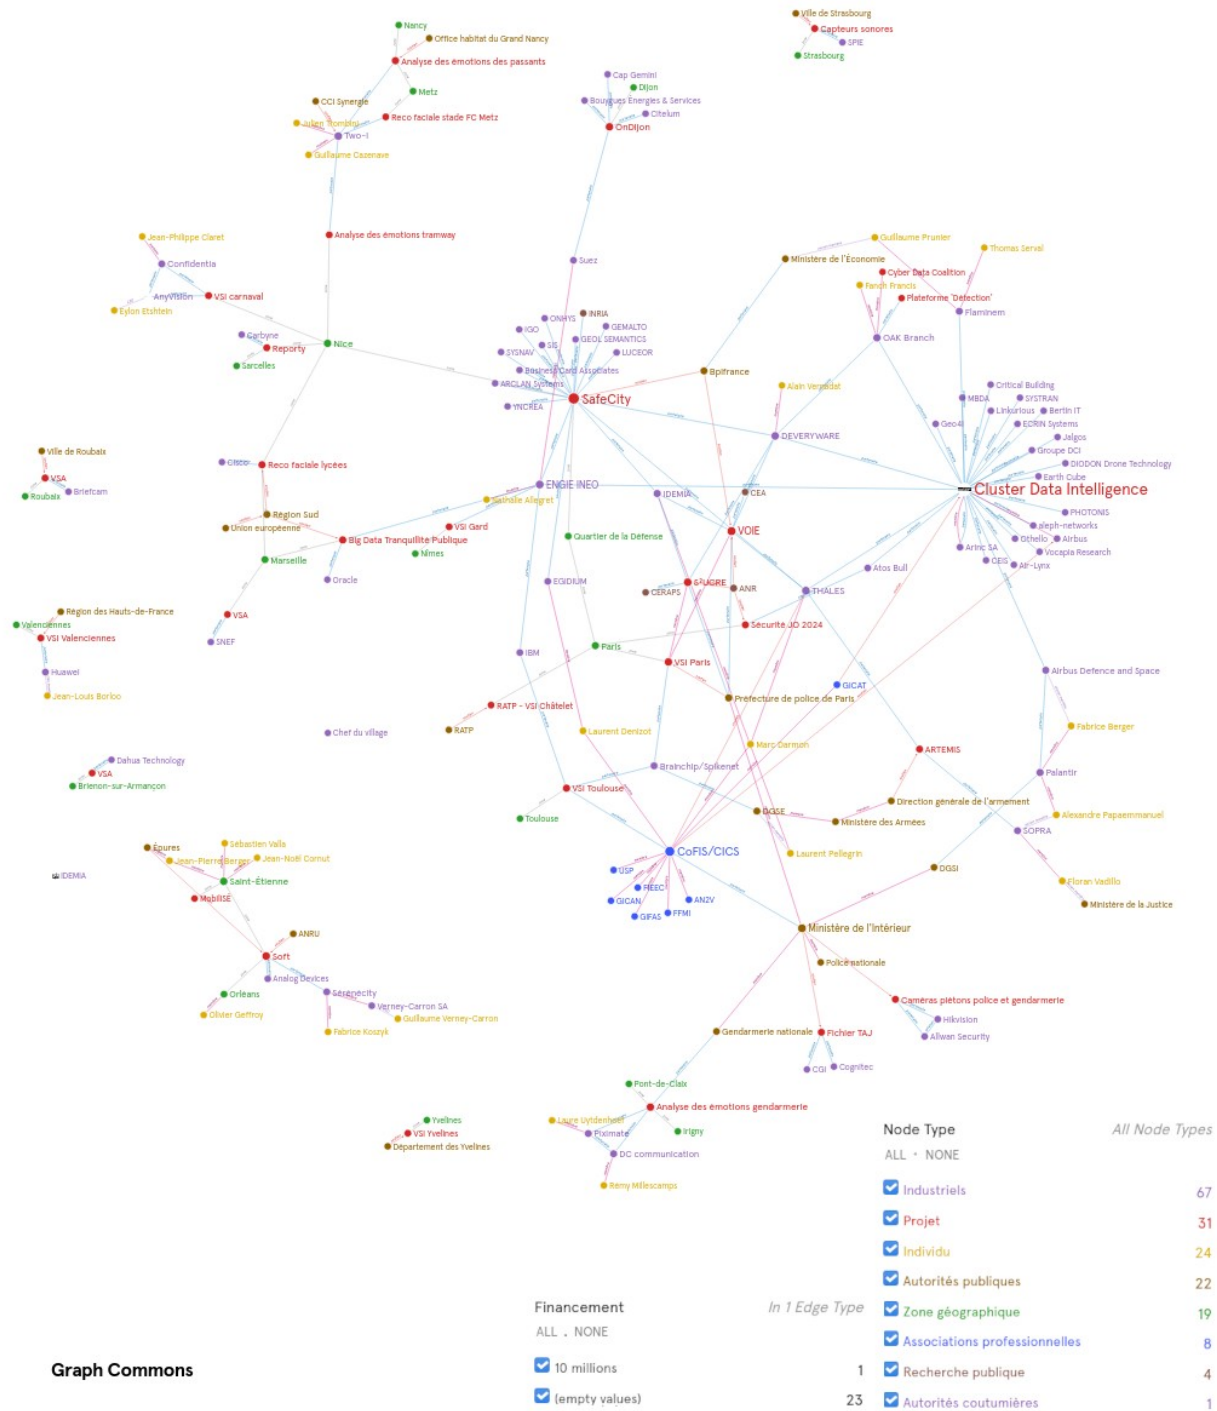 Ville de Strasbourg
Capteurs sonores
SPIE
Strasbourg
Nancy
Office habitat du Grand Nancy
Analyse des émotions des passants
Metz
CCI Synergie
Reco faciale stade FC Metz
Julien Trombini
Two-I
Guillaume Cazenave
Cap Gemini
Dijon
Bouygues Energies & Services
Citelum
OnDijon
Analyse des émotions tramway
Jean-Philippe Claret
Confidentia
AnyVision
VSI carnaval
Eylon Etshtein
Carbyne
Reporty
Sarcelles
Nice
Suez
Guillaume Prunier
Thomas Serval
Ministère de l'Économie
Cyber Data Coalition
Fanch Francis
Plateforme 'Détection'
Flaminem
OAK Branch
ONHYS
INRIA
IGO
GEMALTO
SIS
GEOL SEMANTICS
SYSNAV
LUCEOR
Business Card Associates
ARCLAN Systems
YNCREA
SafeCity
Bpifrance
Alain Vernadat
DEVERYWARE
Critical Building
MBDA
SYSTRAN
Linkurious
Bertin IT
Geo4i
ECRIN Systems
Jalgos
Groupe DCI
DIODON Drone Technology
Earth Cube
Cluster Data Intelligence
PHOTONIS
aleph-networks
Othello
Airbus
Arinc SA
Vocapia Research
CEIS
Air-Lynx
Ville de Roubaix
VSA
Roubaix
Briefcam
Cisco
Reco faciale lycées
Région Sud
Union européenne
Marseille
Big Data Tranquillité Publique
VSI Gard
Nîmes
Oracle
Nathalie Allegret
ENGIE INEO
IDEMIA
CEA
VOIE
Quartier de la Défense
Atos Bull
EGIDIUM
S²UCRE
ANR
CERAPS
THALES
Sécurité JO 2024
Région des Hauts-de-France
Valenciennes
VSI Valenciennes
Huawei
Jean-Louis Borloo
VSA
SNEF
IBM
Paris
VSI Paris
GICAT
Préfecture de police de Paris
Airbus Defence and Space
RATP - VSI Châtelet
RATP
Chef du village
Laurent Denizot
Marc Darmon
Fabrice Berger
ARTEMIS
Dahua Technology
VSA
Brienon-sur-Armançon
Brainchip/Spikenet
Palantir
VSI Toulouse
Toulouse
DGSE
Direction générale de l'armement
Ministère des Armées
Alexandre Papaemmanuel
SOPRA
Sébastien Valla
Épures
Jean-Pierre Berger
Jean-Noël Cornut
Saint-Étienne
MobiliSÉ
IDEMIA
CoFIS/CICS
Laurent Pellegrin
DGSI
Floran Vadillo
Ministère de la Justice
USP
FIEEC
GICAN
AN2V
GIFAS
FFMI
ANRU
Soft
Analog Devices
Orléans
Sérénécity
Verney-Carron SA
Olivier Geffroy
Guillaume Verney-Carron
Fabrice Koszyk
Ministère de l'Intérieur
Police nationale
Caméras piétons police et gendarmerie
Hikvision
Allwan Security
Gendarmerie nationale
Fichier TAJ
CGI
Cognitec
Pont-de-Claix
Analyse des émotions gendarmerie
Laure Uytdenhoef
Piximate
Irigny
DC communication
Rémy Millescamps
Yvelines
VSI Yvelines
Département des Yvelines
Node Type All Node Types
ALL - NONE
Industriels 67
Projet 31
Individu 24
Autorités publiques 22
Zone géographique 19
Associations professionnelles 8
Recherche publique 4
Autorités coutumières 1
Financement In 1 Edge Type
ALL . NONE
10 millions 1
(empty values) 23
Graph Commons